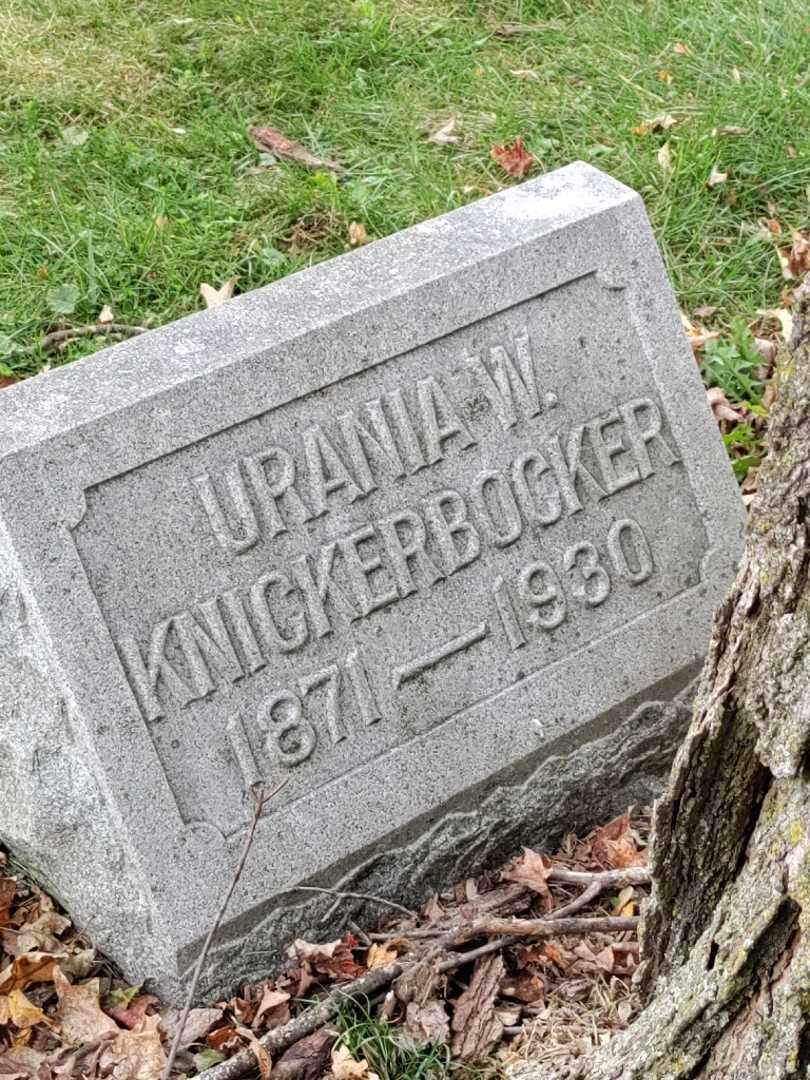 URANIA W.
KNICKERBOCKER
1871 — 1930